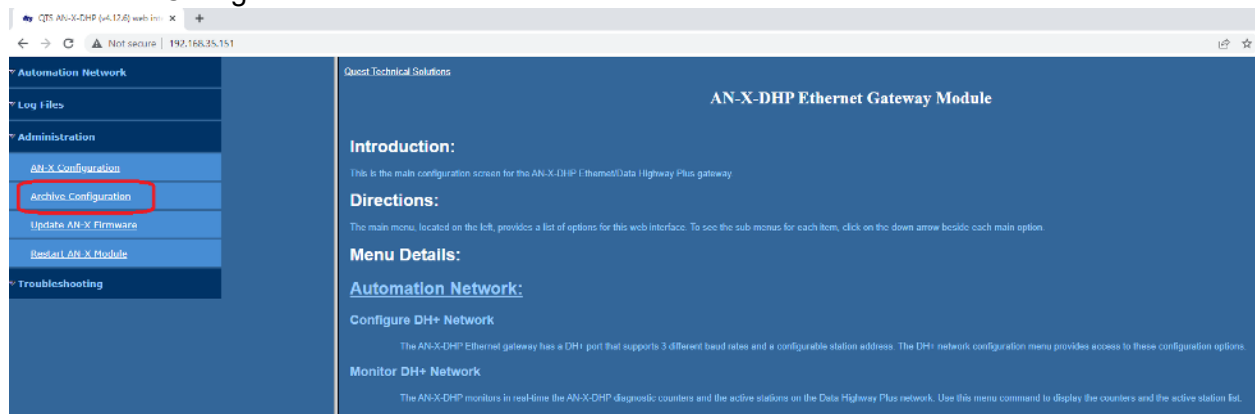 QTS AN-X-DHP (v4.12.6) web int
Not secure | 192.168.35.151
Automation Network
Log Files
Administration
AN-X Configuration
Archive Configuration
Update AN-X Firmware
Restart AN-X Module
Troubleshooting
Quest Technical Solutions
AN-X-DHP Ethernet Gateway Module
Introduction:
This is the main configuration screen for the AN-X-DHP Ethernet/Data Highway Plus gateway
Directions:
The main menu, located on the left, provides a list of options for this web interface. To see the sub-menus for each item, click on the down arrow beside each main option.
Menu Details:
Automation Network:
Configure DH+ Network
The AN-X-DHP Ethernet gateway has a DH+ port that supports 3 different baud rates and a configurable station address. The DH+ network configuration menu provides access to these configuration options.
Monitor DH+ Network
The AN-X-DHP monitors in real-time the AN-X-DHP diagnostic counters and the active stations on the Data Highway Plus network. Use this menu command to display the counters and the active station list.